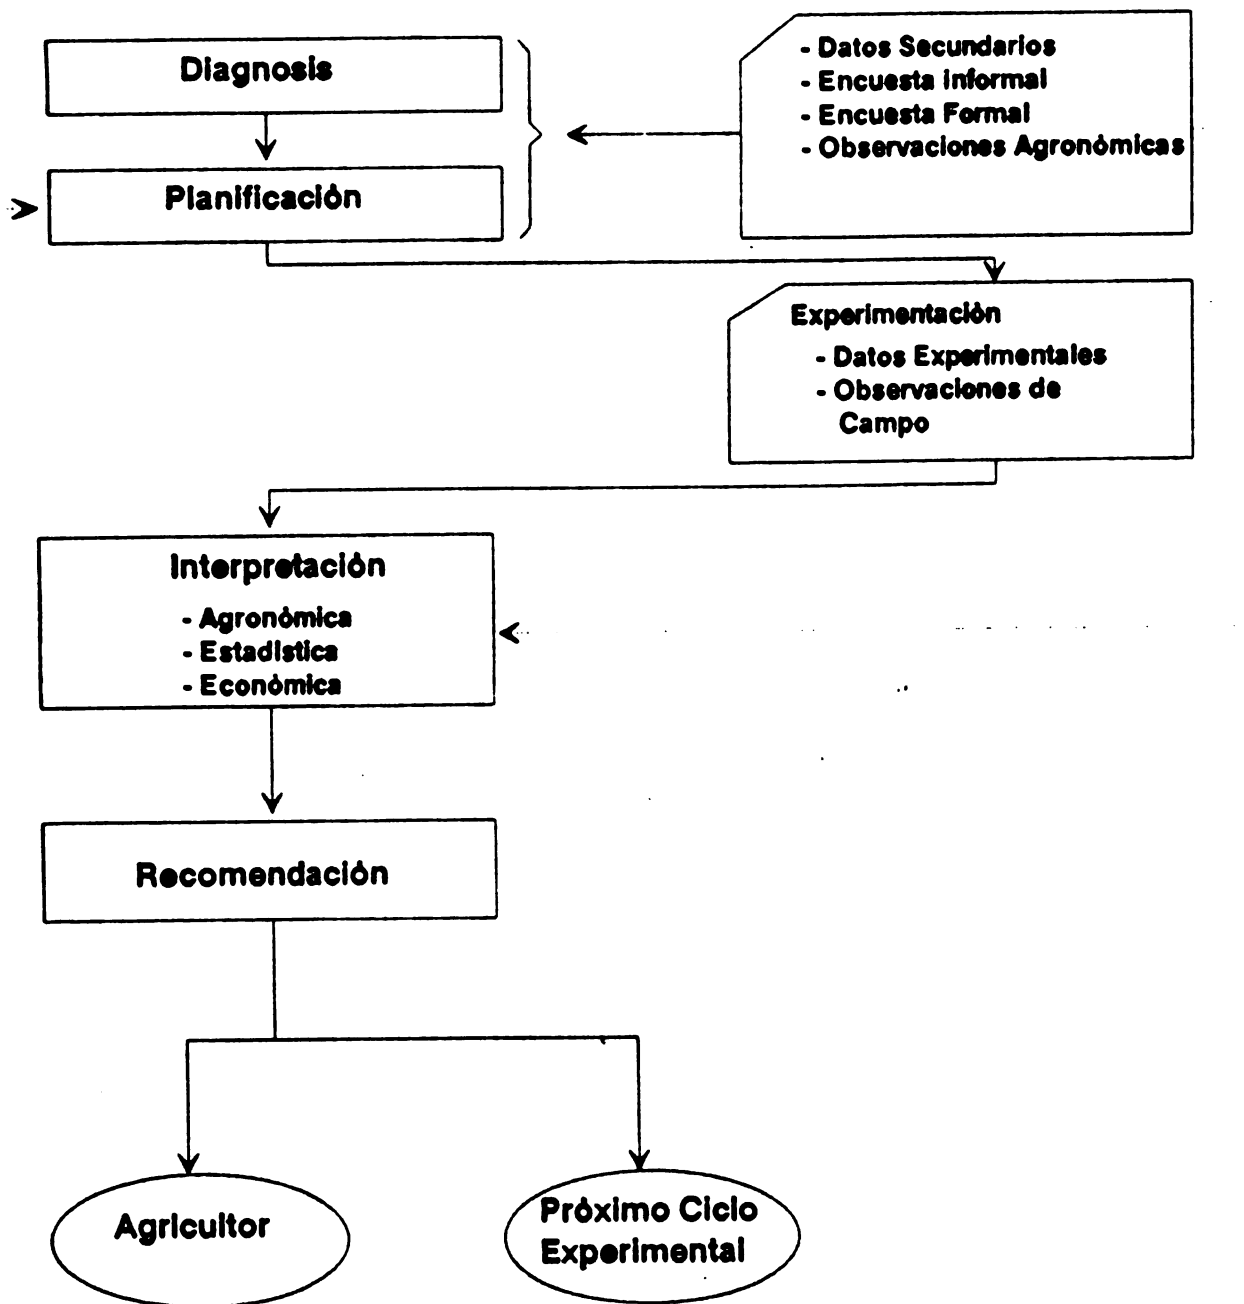 Diagnosis
Planificación
- Datos Secundarios
- Encuesta informal
- Encuesta Formal
- Observaciones Agronómicas
Experimentación
- Datos Experimentales
- Observaciones de
Campo
Interpretación
- Agronómica
- Estadística
- Económica
Recomendación
Agricultor
Próximo Ciclo
Experimental